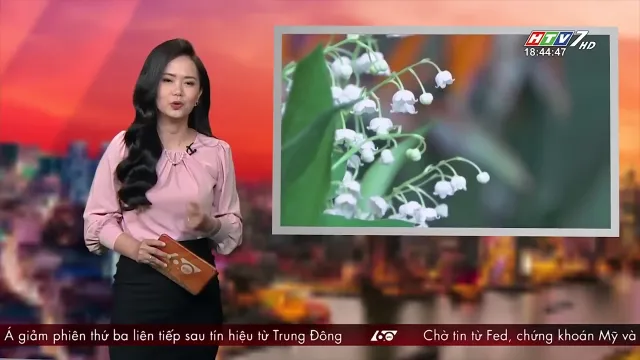 HTV7 HD
18:44:47
Á giảm phiên thứ ba liên tiếp sau tín hiệu từ Trung Đông
60
Chờ tin từ Fed, chứng khoán Mỹ và